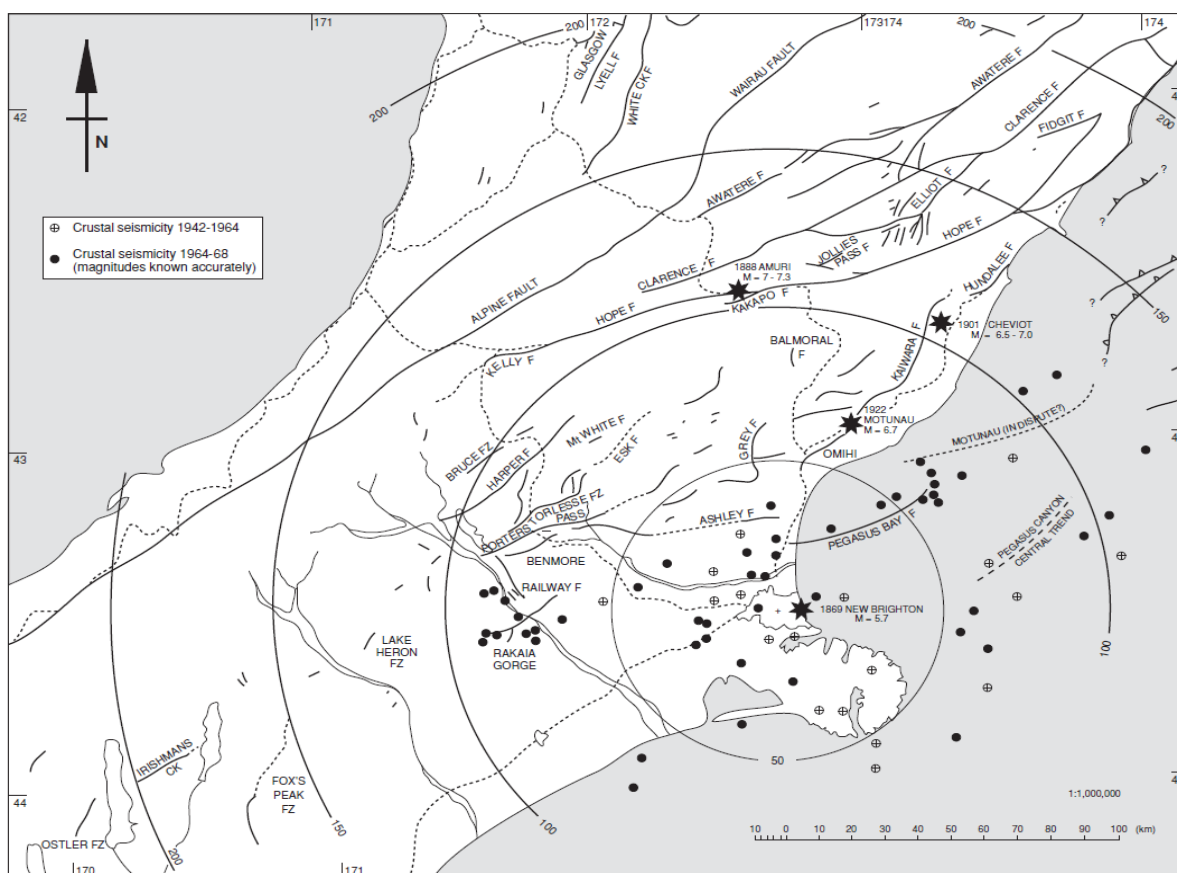 171
172
173174
174
200
200
200
200
42
N
GLASGOW
LYELL F
WHITE CK F
WAIRAU FAULT
AWATERE F
CLARENCE F
FIDGIT F
?
Crustal seismicity 1942-1964
Crustal seismicity 1964-68
(magnitudes known accurately)
AWATERE F
ELLIOT F
HOPE F
?
JOLLIES
PASS F
1888 AMURI
M = 7 - 7.3
CLARENCE F
HUNDALEE F
ALPINE FAULT
HOPE F
KAKAPO F
150
1901 CHEVIOT
M = 6.5 - 7.0
BALMORAL
F
KAIWARA F
KELLY F
?
1922
MOTUNAU
M = 6.7
MOTUNAU (IN DISPUTE?)
43
Mt WHITE F
ESK F
GREY F
BRUCE FZ
HARPER F
OMIHI
4
PORTERS
PASS
TORLESSE FZ
ASHLEY F
PEGASUS BAY F
PEGASUS CANYON
CENTRAL TREND
BENMORE
RAILWAY F
1869 NEW BRIGHTON
M = 5.7
100
LAKE
HERON
FZ
RAKAIA
GORGE
IRISHMANS
CK
50
4
FOX'S
PEAK
FZ
44
150
100
1:1,000,000
10 0 10 20 30 40 50 60 70 80 90 100 (km)
OSTLER FZ
200
170
171